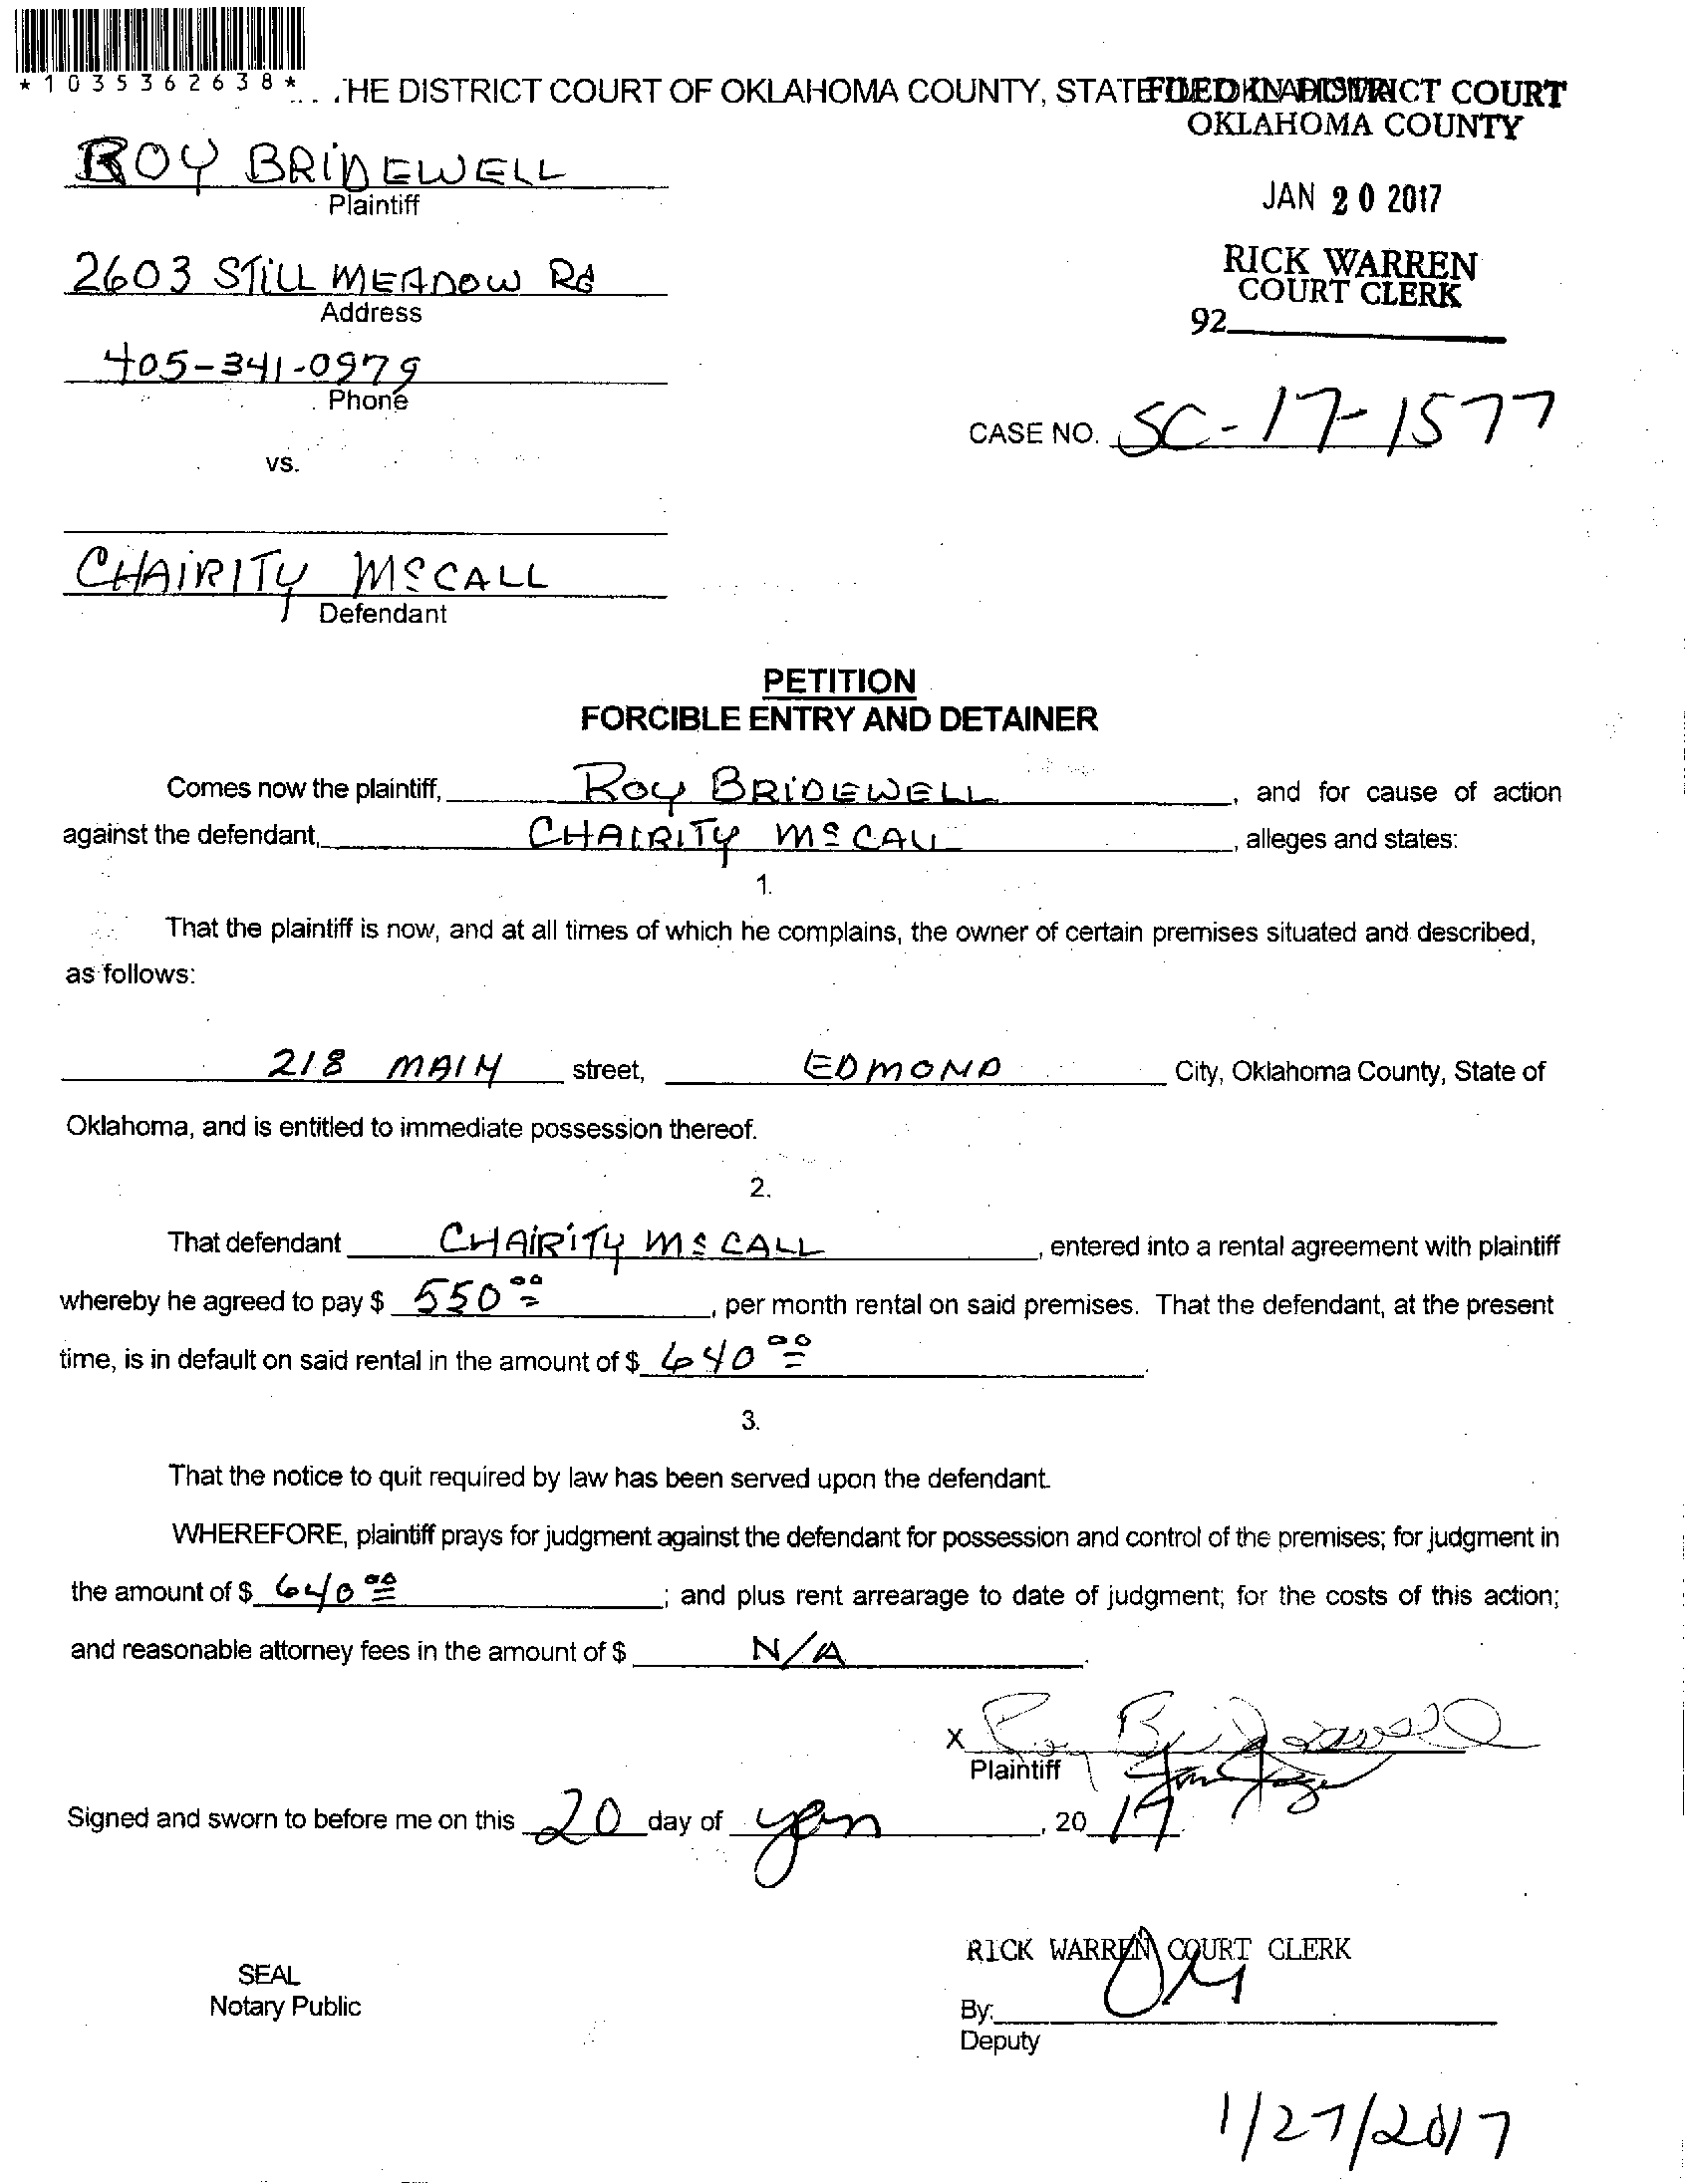 *1035362638*
HE DISTRICT COURT OF OKLAHOMA COUNTY, STATE
FILED IN DISTRICT COURT
OKLAHOMA COUNTY
JAN 20 2017
RICK WARREN
COURT CLERK
92
ROY BRIDEWELL
Plaintiff
2603 STILL MEADOW Rd
Address
405-341-0979
Phone
CASE NO. SC-17-1577
vs.
CHAIRITY McCALL
Defendant
PETITION
FORCIBLE ENTRY AND DETAINER
Comes now the plaintiff, ROY BRIDEWELL, and for cause of action
against the defendant, CHAIRITY McCALL, alleges and states:
1.
That the plaintiff is now, and at all times of which he complains, the owner of certain premises situated and described,
as follows:
218 MAIN street, EDMOND City, Oklahoma County, State of
Oklahoma, and is entitled to immediate possession thereof.
2.
That defendant CHAIRITY McCALL, entered into a rental agreement with plaintiff
whereby he agreed to pay $ 550 00, per month rental on said premises. That the defendant, at the present
time, is in default on said rental in the amount of $ 640 00.
3.
That the notice to quit required by law has been served upon the defendant.
WHEREFORE, plaintiff prays for judgment against the defendant for possession and control of the premises; for judgment in
the amount of $ 640 00; and plus rent arrearage to date of judgment; for the costs of this action;
and reasonable attorney fees in the amount of $ N/A.
X Roy Bridewell
Plaintiff
Signed and sworn to before me on this 20 day of Jan, 20 17
RICK WARREN COURT CLERK
SEAL
Notary Public
By:
Deputy
1/27/2017